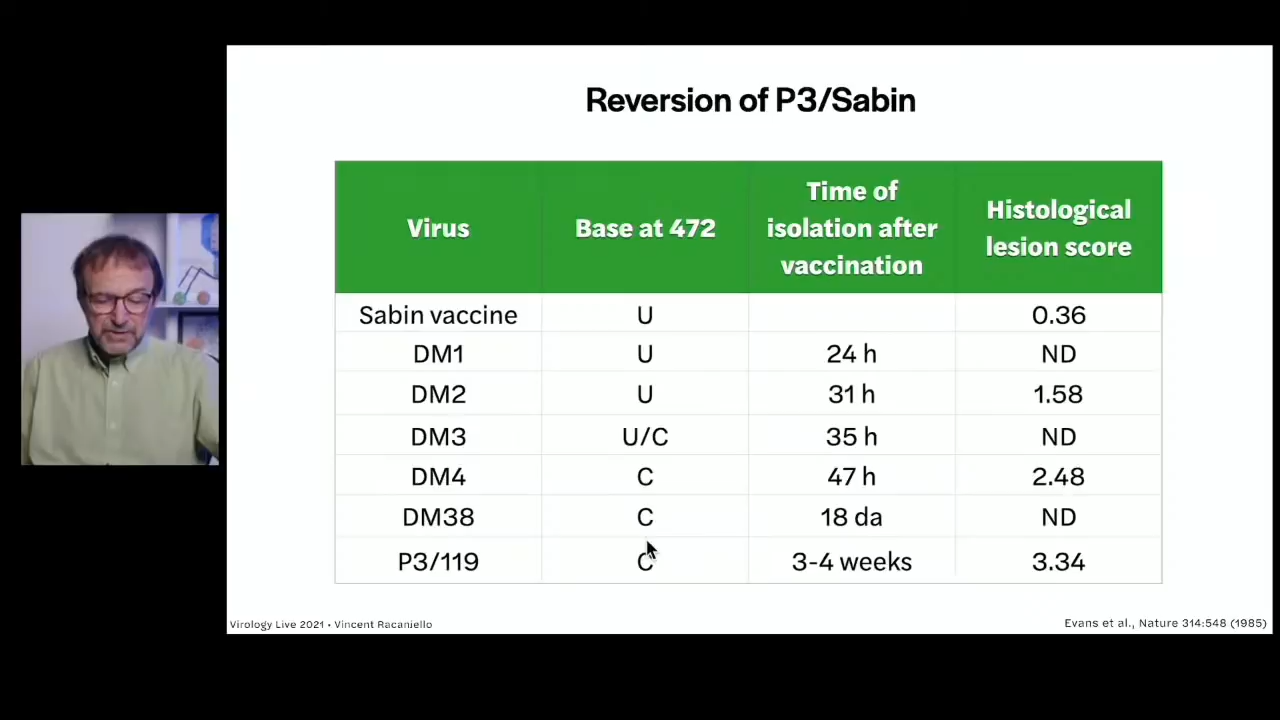 Reversion of P3/Sabin
Virus
Base at 472
Time of
isolation after
vaccination
Histological
lesion score
Sabin vaccine U 0.36
DM1 U 24 h ND
DM2 U 31 h 1.58
DM3 U/C 35 h ND
DM4 C 47 h 2.48
DM38 C 18 da ND
P3/119 C 3-4 weeks 3.34
Virology Live 2021 • Vincent Racaniello
Evans et al., Nature 314:548 (1985)